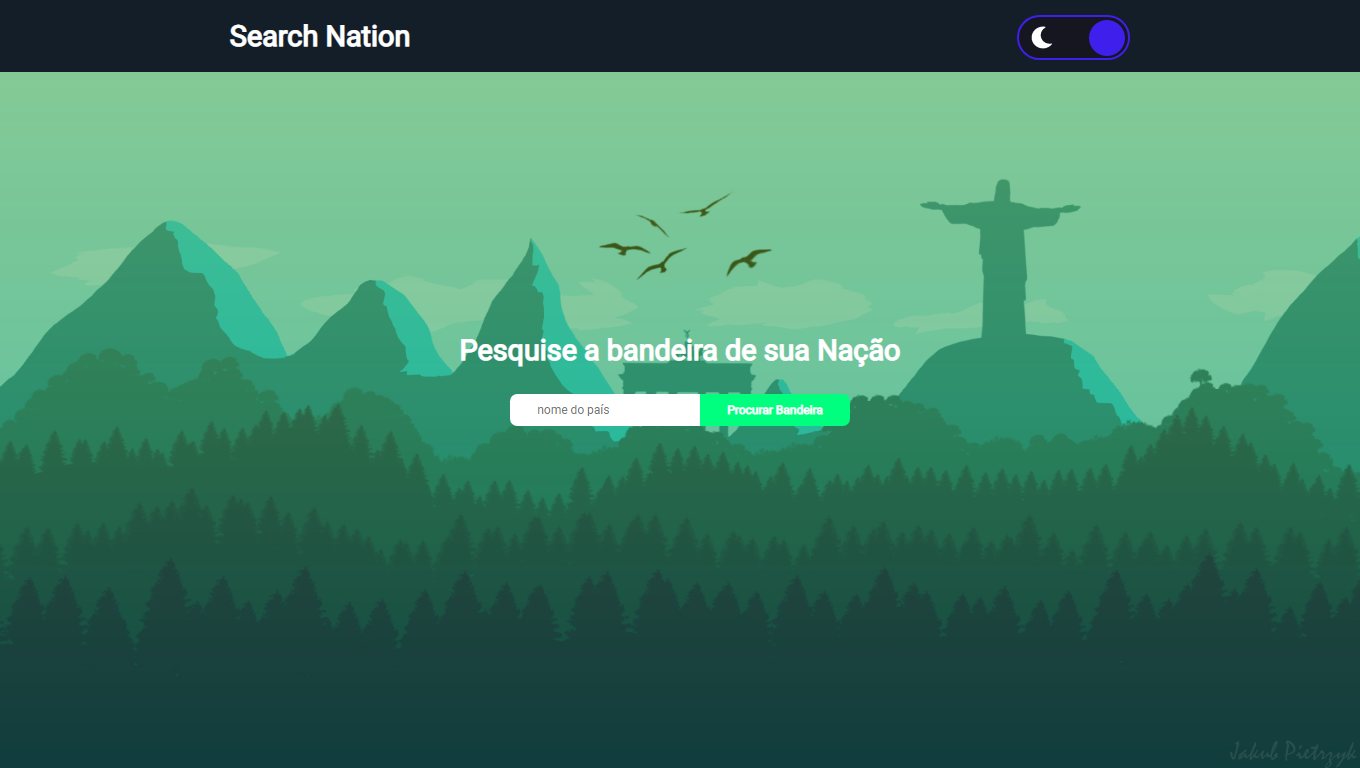 Search Nation
Pesquise a bandeira de sua Nação
nome do país
Procurar Bandeira
Jakub Pietrzyk